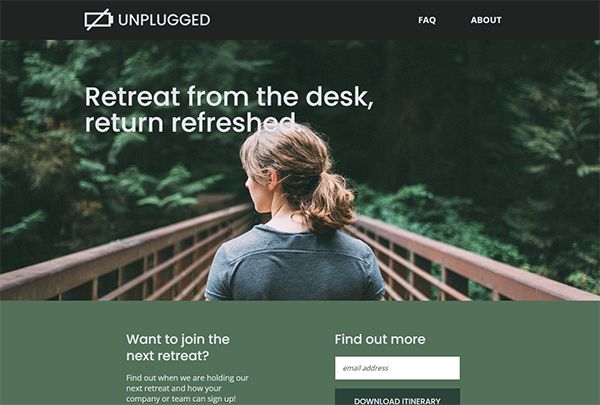 UNPLUGGED
FAQ
ABOUT
Retreat from the desk,
return refreshed.
Want to join the
next retreat?
Find out when we are holding our
next retreat and how your
company or team can sign up!
Find out more
email address
DOWNLOAD ITINERARY